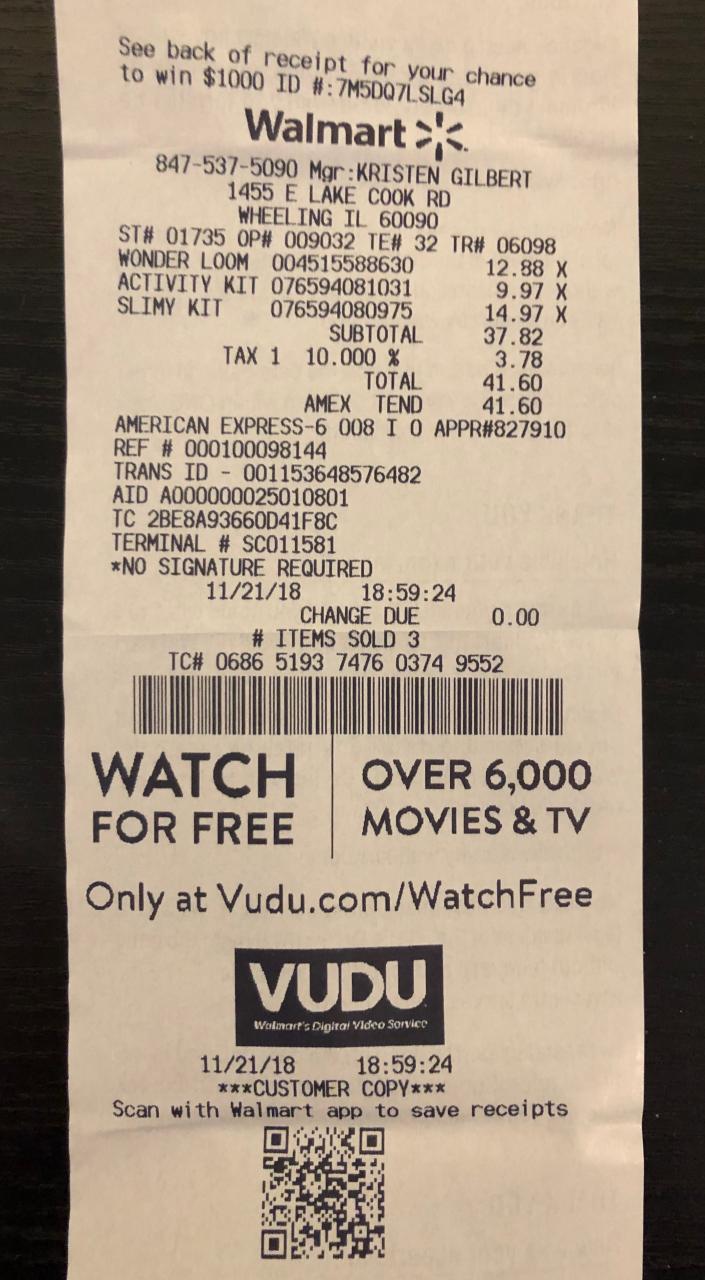 See back of receipt for your chance
to win $1000 ID #:7M5DQ7LSLG4
Walmart
847-537-5090 Mgr:KRISTEN GILBERT
1455 E LAKE COOK RD
WHEELING IL 60090
ST# 01735 OP# 009032 TE# 32 TR# 06098
WONDER LOOM 004515588630 12.88 X
ACTIVITY KIT 076594081031 9.97 X
SLIMY KIT 076594080975 14.97 X
SUBTOTAL 37.82
TAX 1 10.000 % 3.78
TOTAL 41.60
AMEX TEND 41.60
AMERICAN EXPRESS-6 008 I 0 APPR#827910
REF # 000100098144
TRANS ID - 001153648576482
AID A000000025010801
TC 2BE8A93660D41F8C
TERMINAL # SC011581
*NO SIGNATURE REQUIRED
11/21/18 18:59:24
CHANGE DUE 0.00
# ITEMS SOLD 3
TC# 0686 5193 7476 0374 9552
WATCH
FOR FREE
OVER 6,000
MOVIES & TV
Only at Vudu.com/WatchFree
VUDU
Walmart's Digital Video Service
11/21/18 18:59:24
***CUSTOMER COPY***
Scan with Walmart app to save receipts